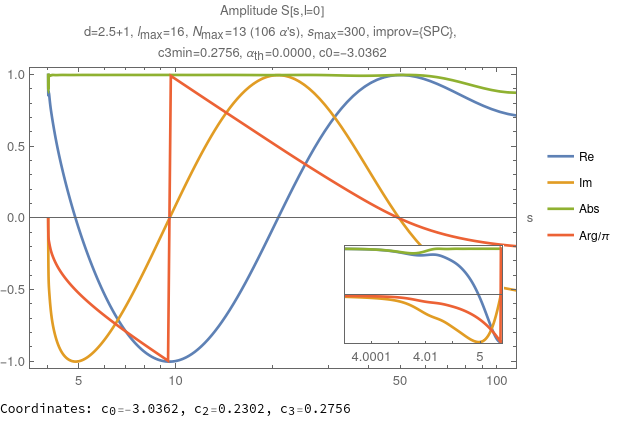 Amplitude S[s,l=0]
d=2.5+1, lmax=16, Nmax=13 (106 α's), smax=300, improv={SPC},
c3min=0.2756, αth=0.0000, c0=-3.0362
1.0
0.5
0.0
-0.5
-1.0
5
10
50
100
s
4.0001
4.01
5
Re
Im
Abs
Arg/π
Coordinates: c0=-3.0362, c2=0.2302, c3=0.2756